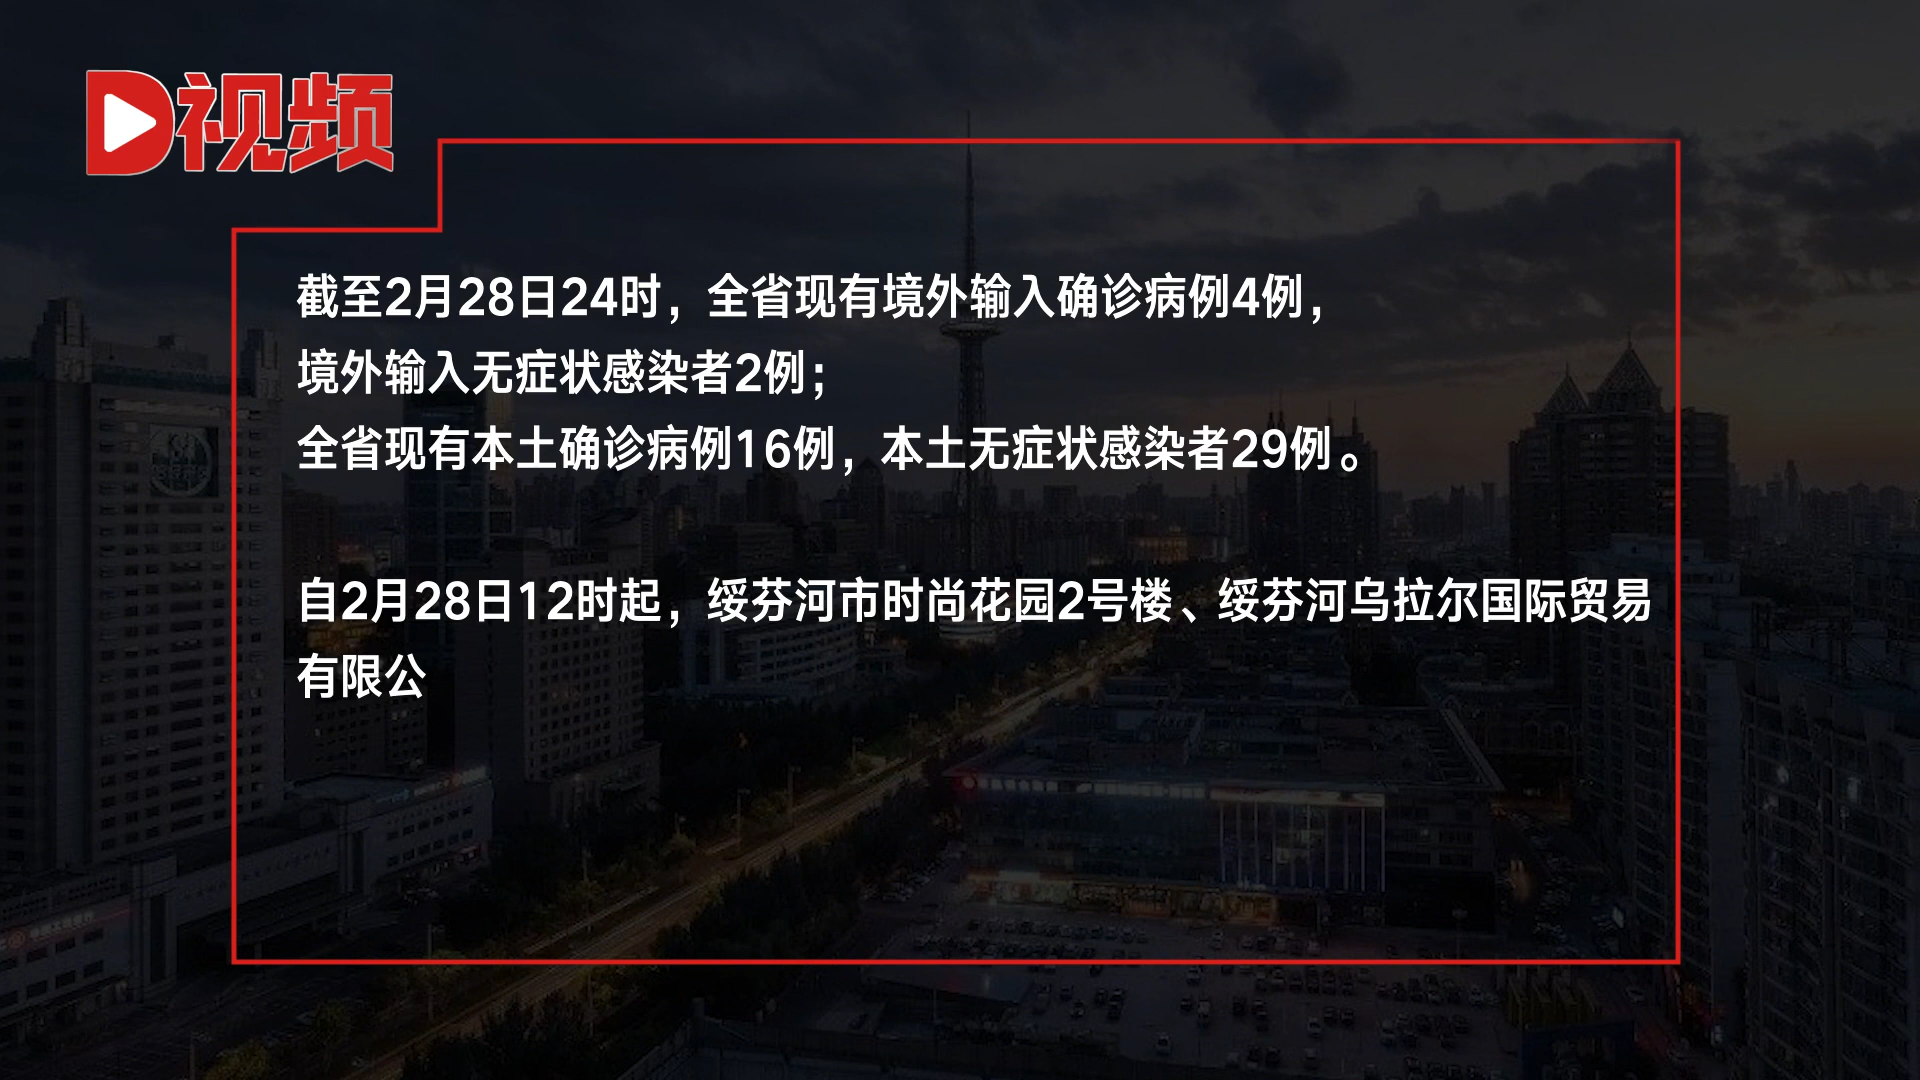 视频
截至2月28日24时，全省现有境外输入确诊病例4例，
境外输入无症状感染者2例；
全省现有本土确诊病例16例，本土无症状感染者29例。
自2月28日12时起，绥芬河市时尚花园2号楼、绥芬河乌拉尔国际贸易
有限公